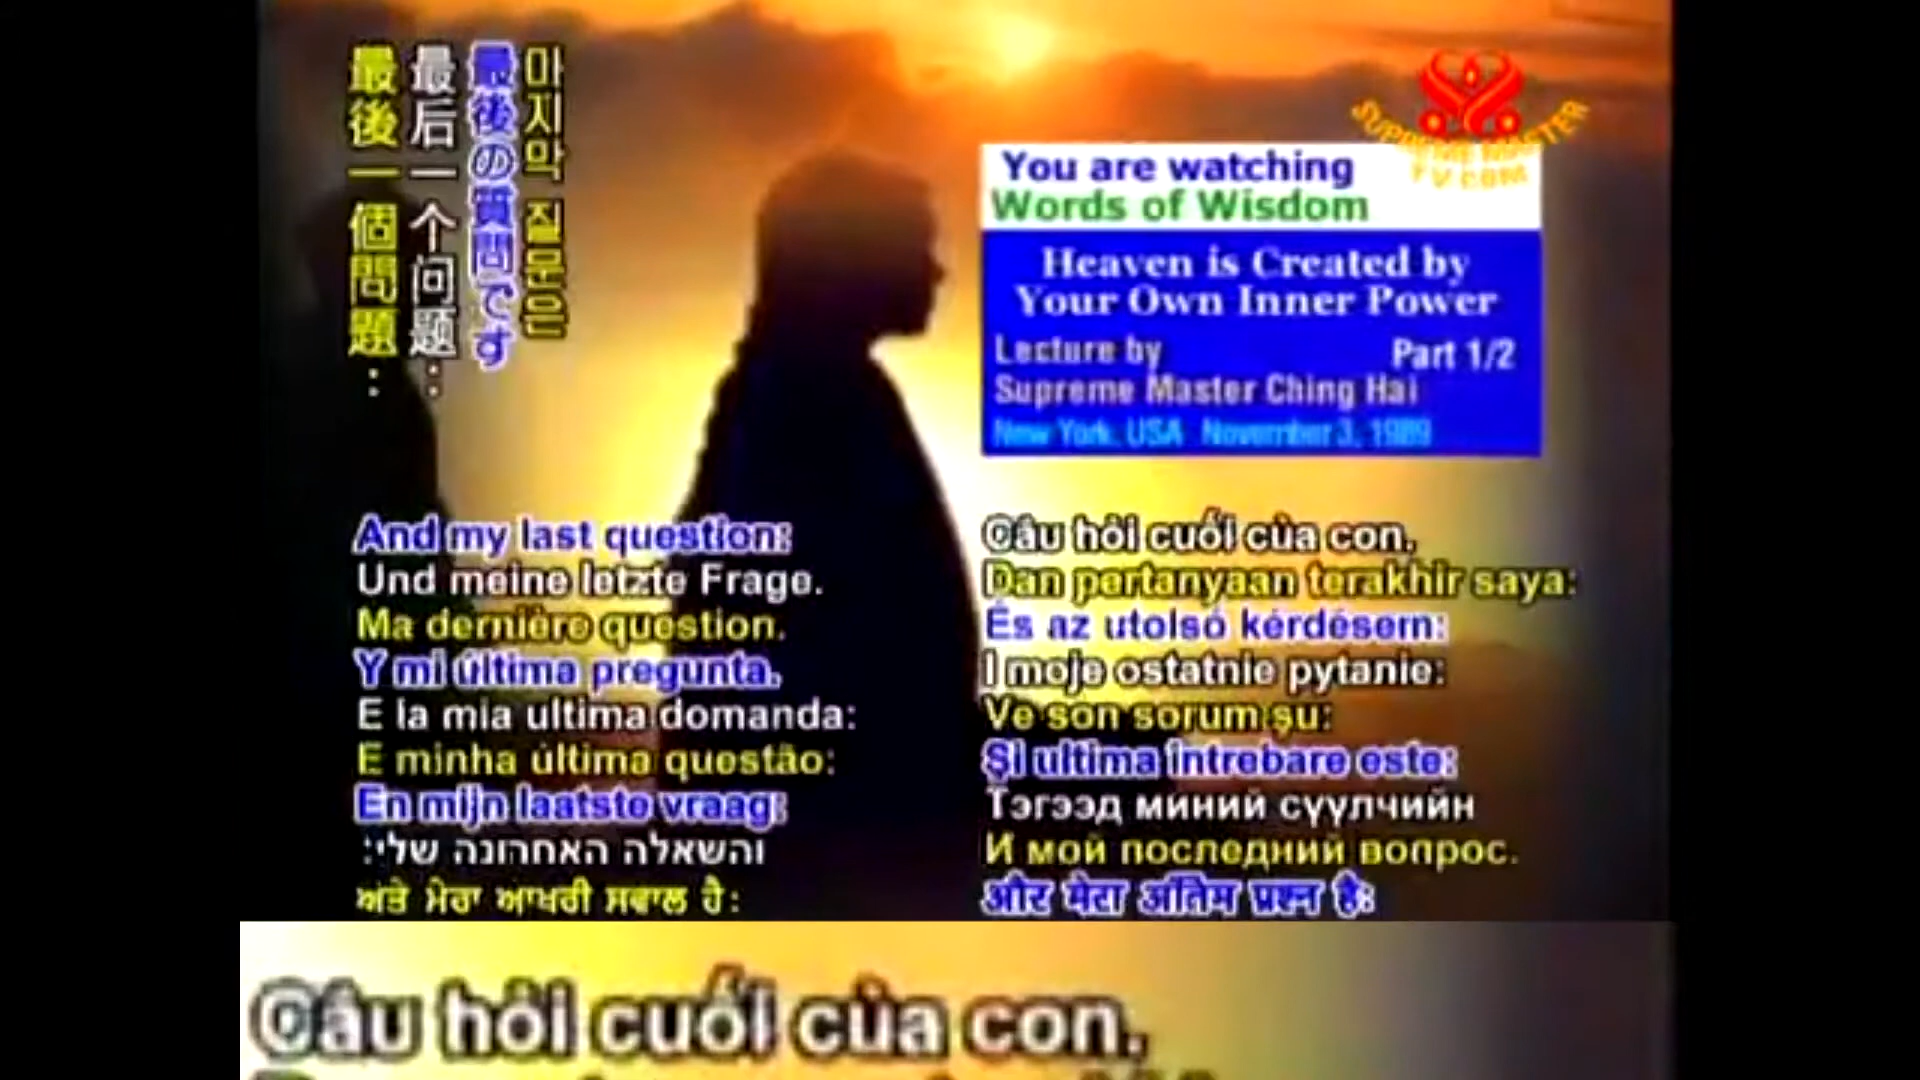 最後一個問題：
最后一个问题：
最後の質問です
마지막 질문은
SUPREME MASTER
TV.COM
You are watching
Words of Wisdom
Heaven is Created by
Your Own Inner Power
Lecture by
Part 1/2
Supreme Master Ching Hai
New York, USA November 3, 1989
And my last question:
Und meine letzte Frage.
Ma dernière question.
Y mi última pregunta.
E la mia ultima domanda:
E minha última questão:
En mijn laatste vraag:
והשאלה האחרונה שלי:
ਅਤੇ ਮੇਰਾ ਆਖਰੀ ਸਵਾਲ ਹੈ:
Câu hỏi cuối của con.
Dan pertanyaan terakhir saya:
És az utolsó kérdésem:
I moje ostatnie pytanie:
Ve son sorum şu:
Şi ultima întrebare este:
Тэгээд миний сүүлчийн
И мой последний вопрос.
और मेरा अंतिम प्रश्न है:
Câu hỏi cuối của con.